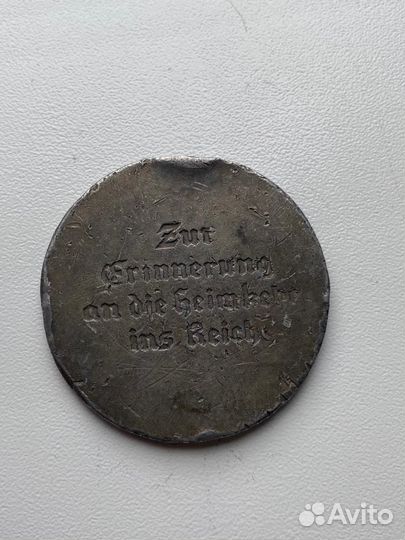 Zur
Erinnerung
an die Heimkehr
ins Reich
Avito